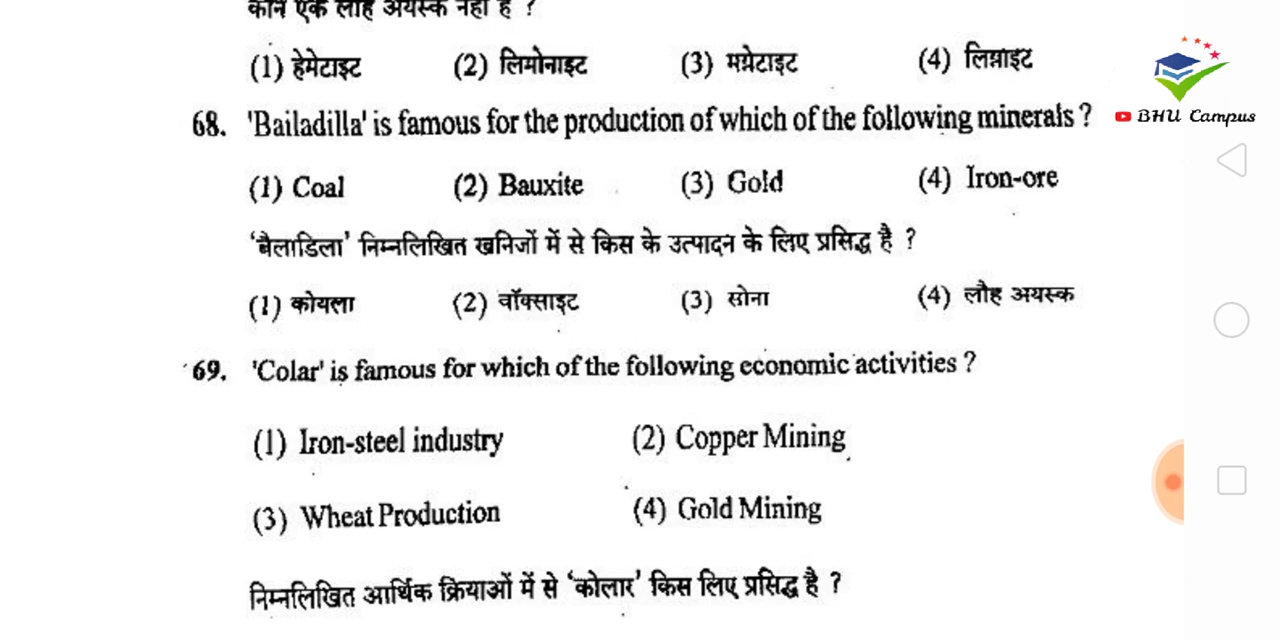 कौन एक लौह अयस्क नहीं है ?
(1) हेमेटाइट (2) लिमोनाइट (3) मग्नेटाइट (4) लिग्नाइट
68. 'Bailadilla' is famous for the production of which of the following minerals ?
BHU Campus
(1) Coal (2) Bauxite (3) Gold (4) Iron-ore
‘बैलाडिला’ निम्नलिखित खनिजों में से किस के उत्पादन के लिए प्रसिद्ध है ?
(1) कोयला (2) वॉक्साइट (3) सोना (4) लौह अयस्क
69. 'Colar' is famous for which of the following economic activities ?
(1) Iron-steel industry (2) Copper Mining
(3) Wheat Production (4) Gold Mining
निम्नलिखित आर्थिक क्रियाओं में से ‘कोलार’ किस लिए प्रसिद्ध है ?